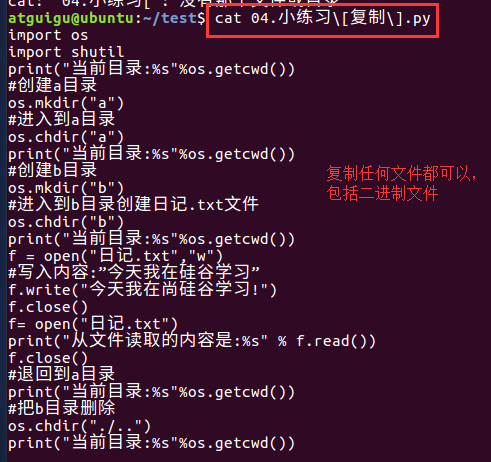 cat: 04.小练习[ : 没有那个文件或目录
atguigu@ubuntu:~/test$ cat 04.小练习\[复制\].py
import os
import shutil
print("当前目录:%s"%os.getcwd())
#创建a目录
os.mkdir("a")
#进入到a目录
os.chdir("a")
print("当前目录:%s"%os.getcwd())
#创建b目录
os.mkdir("b")
#进入到b目录创建日记.txt文件
os.chdir("b")
print("当前目录:%s"%os.getcwd())
f = open("日记.txt","w")
#写入内容:”今天我在硅谷学习”
f.write("今天我在尚硅谷学习!")
f.close()
f= open("日记.txt")
print("从文件读取的内容是:%s" % f.read())
f.close()
#退回到a目录
print("当前目录:%s"%os.getcwd())
#把b目录删除
os.chdir("./..")
print("当前目录:%s"%os.getcwd())
复制任何文件都可以,
包括二进制文件